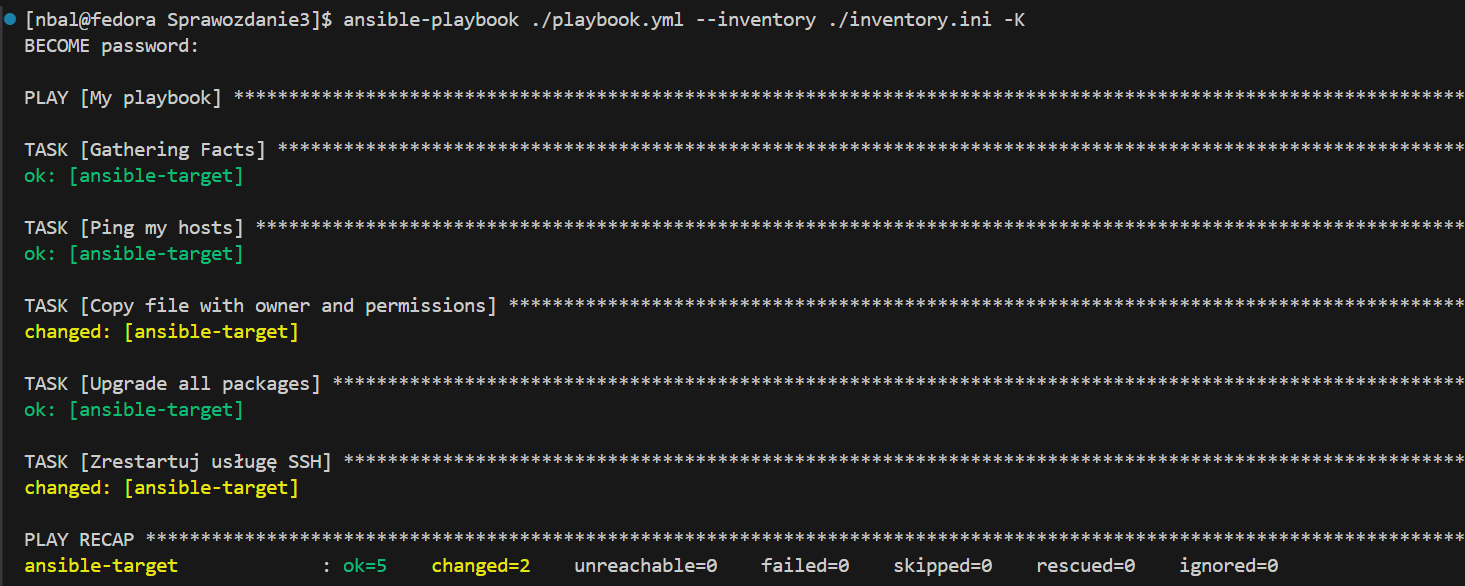 [nbal@fedora Sprawozdanie3]$ ansible-playbook ./playbook.yml --inventory ./inventory.ini -K
BECOME password:
PLAY [My playbook] ****************************************************************************************************************
TASK [Gathering Facts] ************************************************************************************************************
ok: [ansible-target]
TASK [Ping my hosts] **************************************************************************************************************
ok: [ansible-target]
TASK [Copy file with owner and permissions] ***************************************************************************************
changed: [ansible-target]
TASK [Upgrade all packages] *******************************************************************************************************
ok: [ansible-target]
TASK [Zrestartuj usługę SSH] ******************************************************************************************************
changed: [ansible-target]
PLAY RECAP ************************************************************************************************************************
ansible-target             : ok=5    changed=2    unreachable=0    failed=0    skipped=0    rescued=0    ignored=0